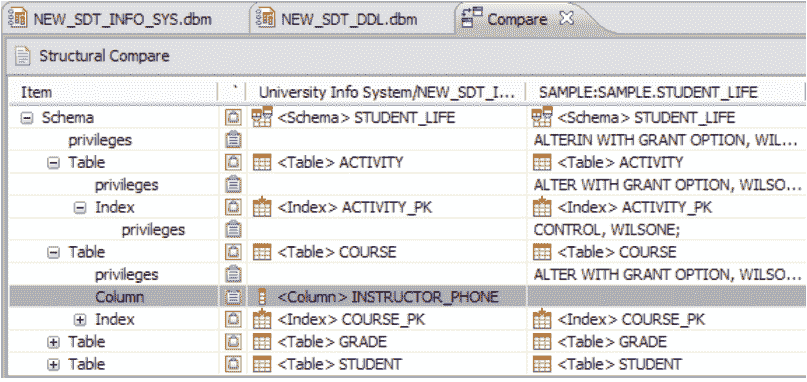 NEW_SDT_INFO_SYS.dbm NEW_SDT_DDL.dbm Compare
Structural Compare
Item ` University Info System/NEW_SDT_I... SAMPLE:SAMPLE.STUDENT_LIFE
Schema <Schema> STUDENT_LIFE <Schema> STUDENT_LIFE
privileges ALTERIN WITH GRANT OPTION, WIL...
Table <Table> ACTIVITY <Table> ACTIVITY
privileges ALTER WITH GRANT OPTION, WILSO...
Index <Index> ACTIVITY_PK <Index> ACTIVITY_PK
privileges CONTROL, WILSONE;
Table <Table> COURSE <Table> COURSE
privileges ALTER WITH GRANT OPTION, WILSO...
Column <Column> INSTRUCTOR_PHONE
Index <Index> COURSE_PK <Index> COURSE_PK
Table <Table> GRADE <Table> GRADE
Table <Table> STUDENT <Table> STUDENT